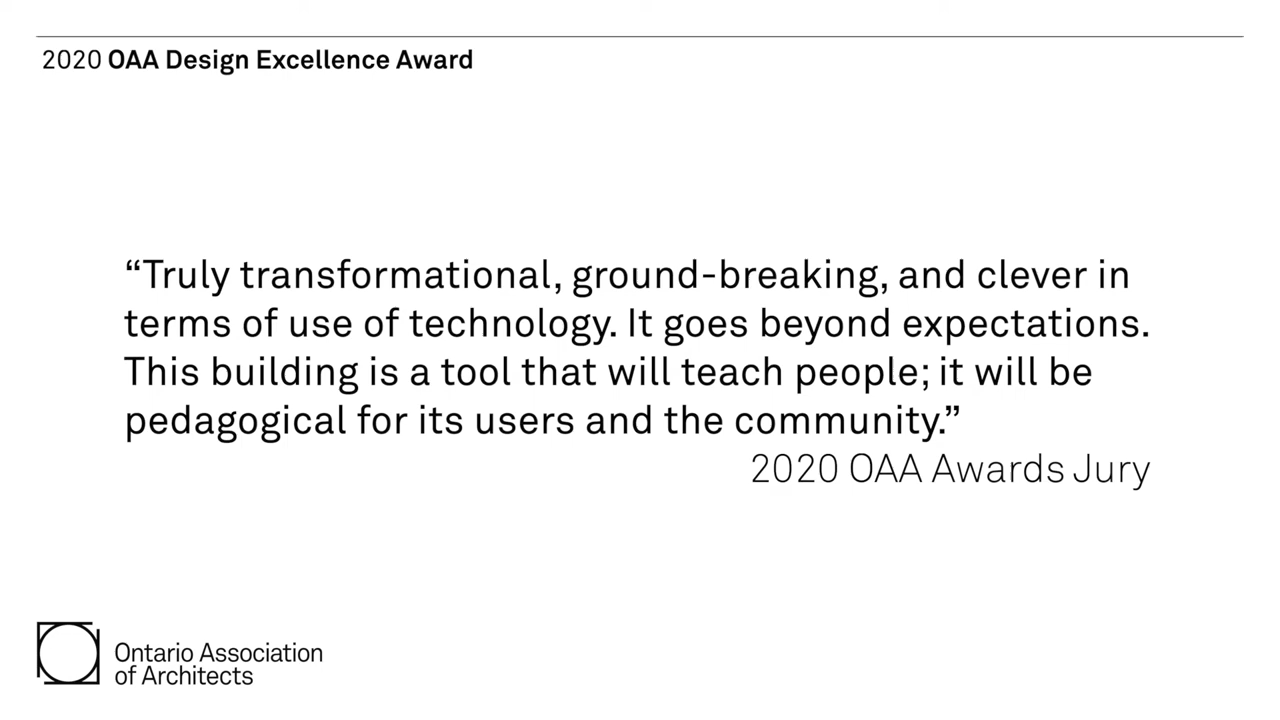 2020 OAA Design Excellence Award
“Truly transformational, ground-breaking, and clever in
terms of use of technology. It goes beyond expectations.
This building is a tool that will teach people; it will be
pedagogical for its users and the community.”
2020 OAA Awards Jury
Ontario Association
of Architects